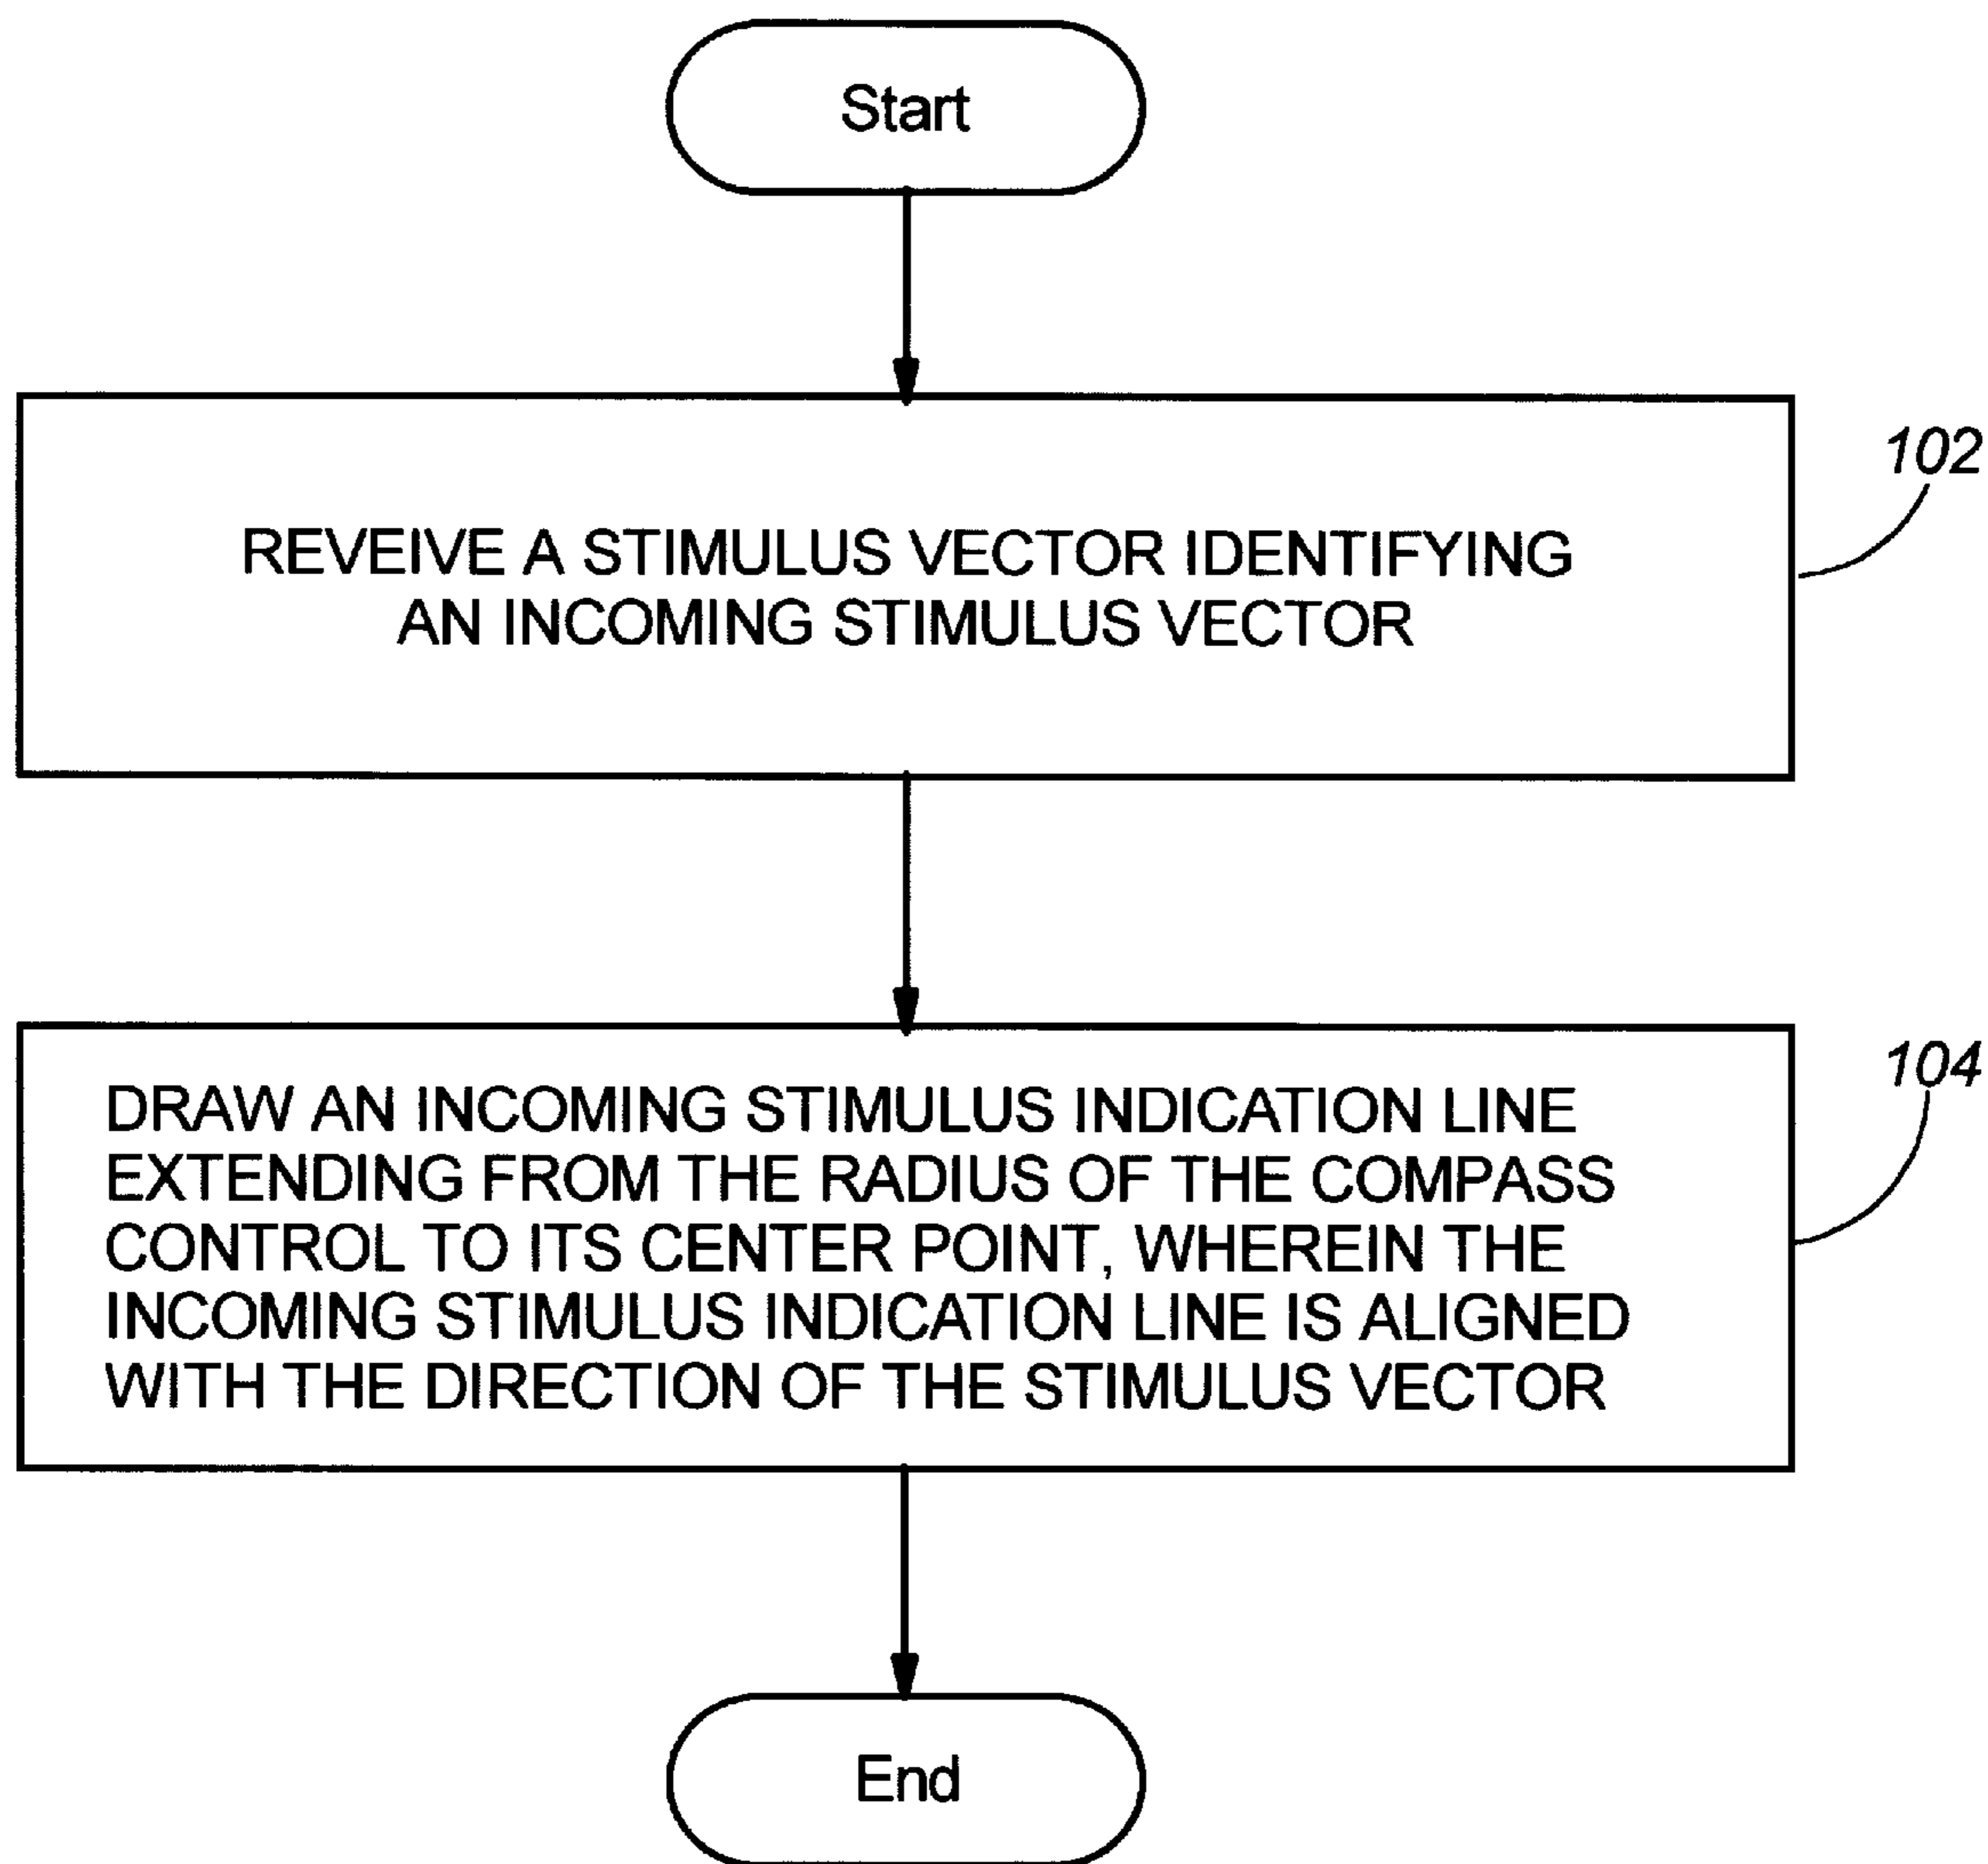 Start
102
REVEIVE A STIMULUS VECTOR IDENTIFYING
AN INCOMING STIMULUS VECTOR
104
DRAW AN INCOMING STIMULUS INDICATION LINE
EXTENDING FROM THE RADIUS OF THE COMPASS
CONTROL TO ITS CENTER POINT, WHEREIN THE
INCOMING STIMULUS INDICATION LINE IS ALIGNED
WITH THE DIRECTION OF THE STIMULUS VECTOR
End